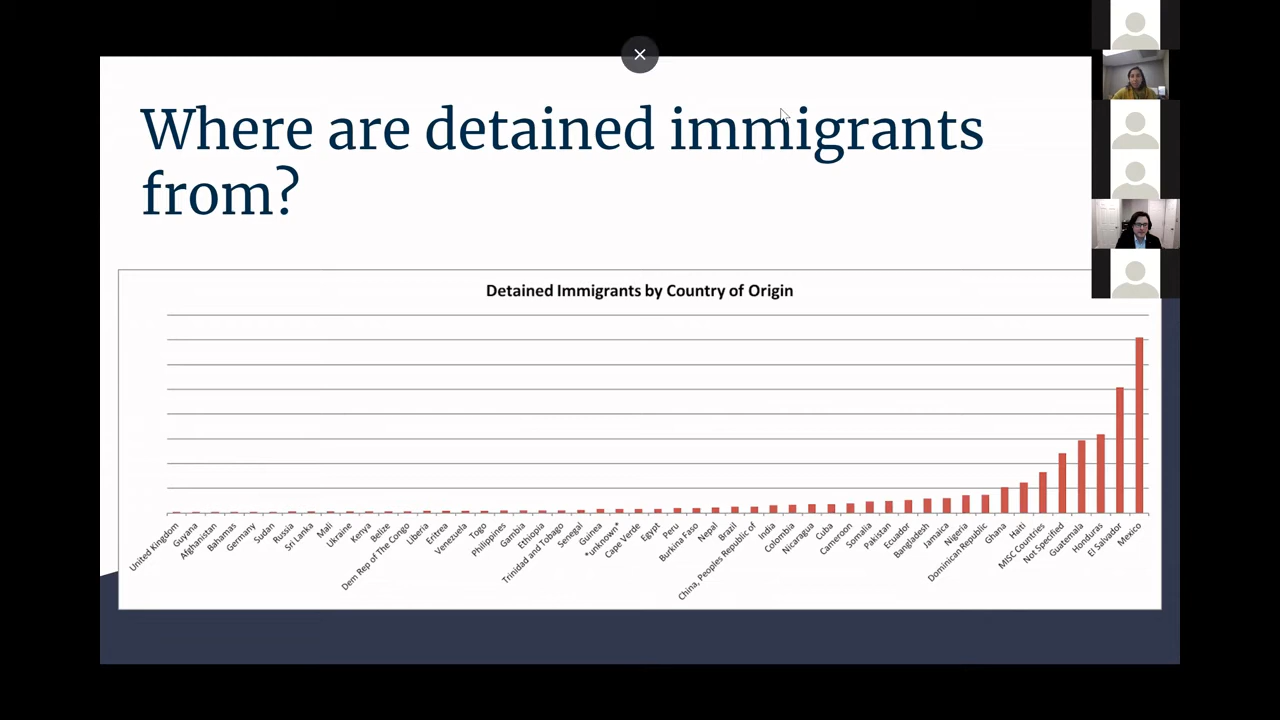 Where are detained immigrants
from?
Detained Immigrants by Country of Origin
United Kingdom
Guyana
Afghanistan
Bahamas
Germany
Sudan
Russia
Sri Lanka
Mali
Ukraine
Kenya
Belize
Dem Rep of The Congo
Liberia
Eritrea
Venezuela
Togo
Philippines
Gambia
Ethiopia
Trinidad and Tobago
Senegal
Guinea
*unknown*
Cape Verde
Egypt
Peru
Burkina Faso
Nepal
Brazil
China, Peoples Republic of
India
Colombia
Nicaragua
Cuba
Cameroon
Somalia
Pakistan
Ecuador
Bangladesh
Jamaica
Nigeria
Dominican Republic
Ghana
Haiti
MISC Countries
Not Specified
Guatemala
Honduras
El Salvador
Mexico